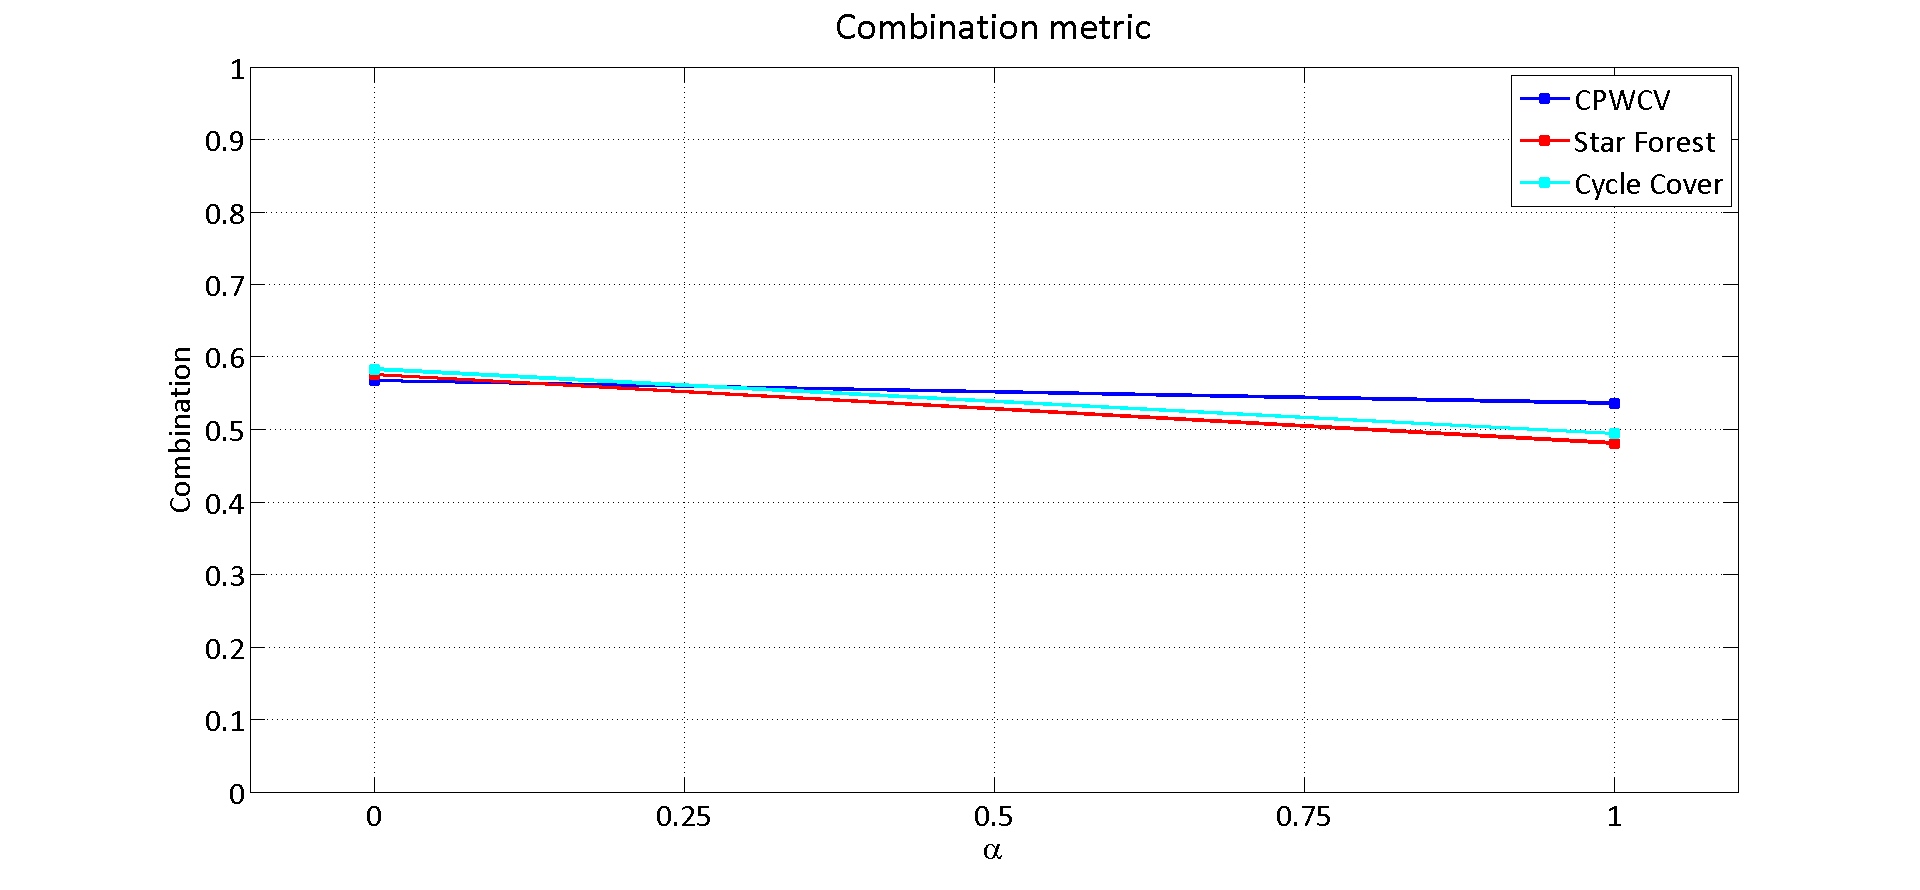 Combination metric
1
0.9
0.8
0.7
0.6
0.5
0.4
0.3
0.2
0.1
0
Combination
CPWCV
Star Forest
Cycle Cover
0 0.25 0.5 0.75 1
α